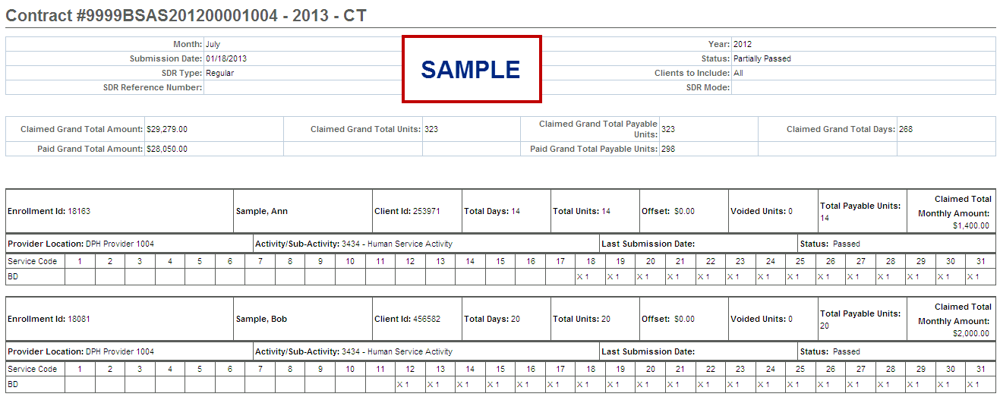 Contract #9999BSAS201200001004 - 2013 - CT
Month: July Year: 2012
Submission Date: 01/18/2013 Status: Partially Passed
SDR Type: Regular Clients to Include: All
SDR Reference Number: SDR Mode:
SAMPLE
Claimed Grand Total Amount: $29,279.00 Claimed Grand Total Units: 323 Claimed Grand Total Payable Units: 323 Claimed Grand Total Days: 268
Paid Grand Total Amount: $28,050.00 Paid Grand Total Payable Units: 298
Enrollment Id: 18163 Sample, Ann Client Id: 253971 Total Days: 14 Total Units: 14 Offset: $0.00 Voided Units: 0 Total Payable Units: 14 Claimed Total Monthly Amount: $1,400.00
Provider Location: DPH Provider 1004 Activity/Sub-Activity: 3434 - Human Service Activity Last Submission Date: Status: Passed
Service Code 1 2 3 4 5 6 7 8 9 10 11 12 13 14 15 16 17 18 19 20 21 22 23 24 25 26 27 28 29 30 31
BD X 1 X 1 X 1 X 1 X 1 X 1 X 1 X 1 X 1 X 1 X 1 X 1 X 1 X 1
Enrollment Id: 18081 Sample, Bob Client Id: 456582 Total Days: 20 Total Units: 20 Offset: $0.00 Voided Units: 0 Total Payable Units: 20 Claimed Total Monthly Amount: $2,000.00
Provider Location: DPH Provider 1004 Activity/Sub-Activity: 3434 - Human Service Activity Last Submission Date: Status: Passed
Service Code 1 2 3 4 5 6 7 8 9 10 11 12 13 14 15 16 17 18 19 20 21 22 23 24 25 26 27 28 29 30 31
BD X 1 X 1 X 1 X 1 X 1 X 1 X 1 X 1 X 1 X 1 X 1 X 1 X 1 X 1 X 1 X 1 X 1 X 1 X 1 X 1